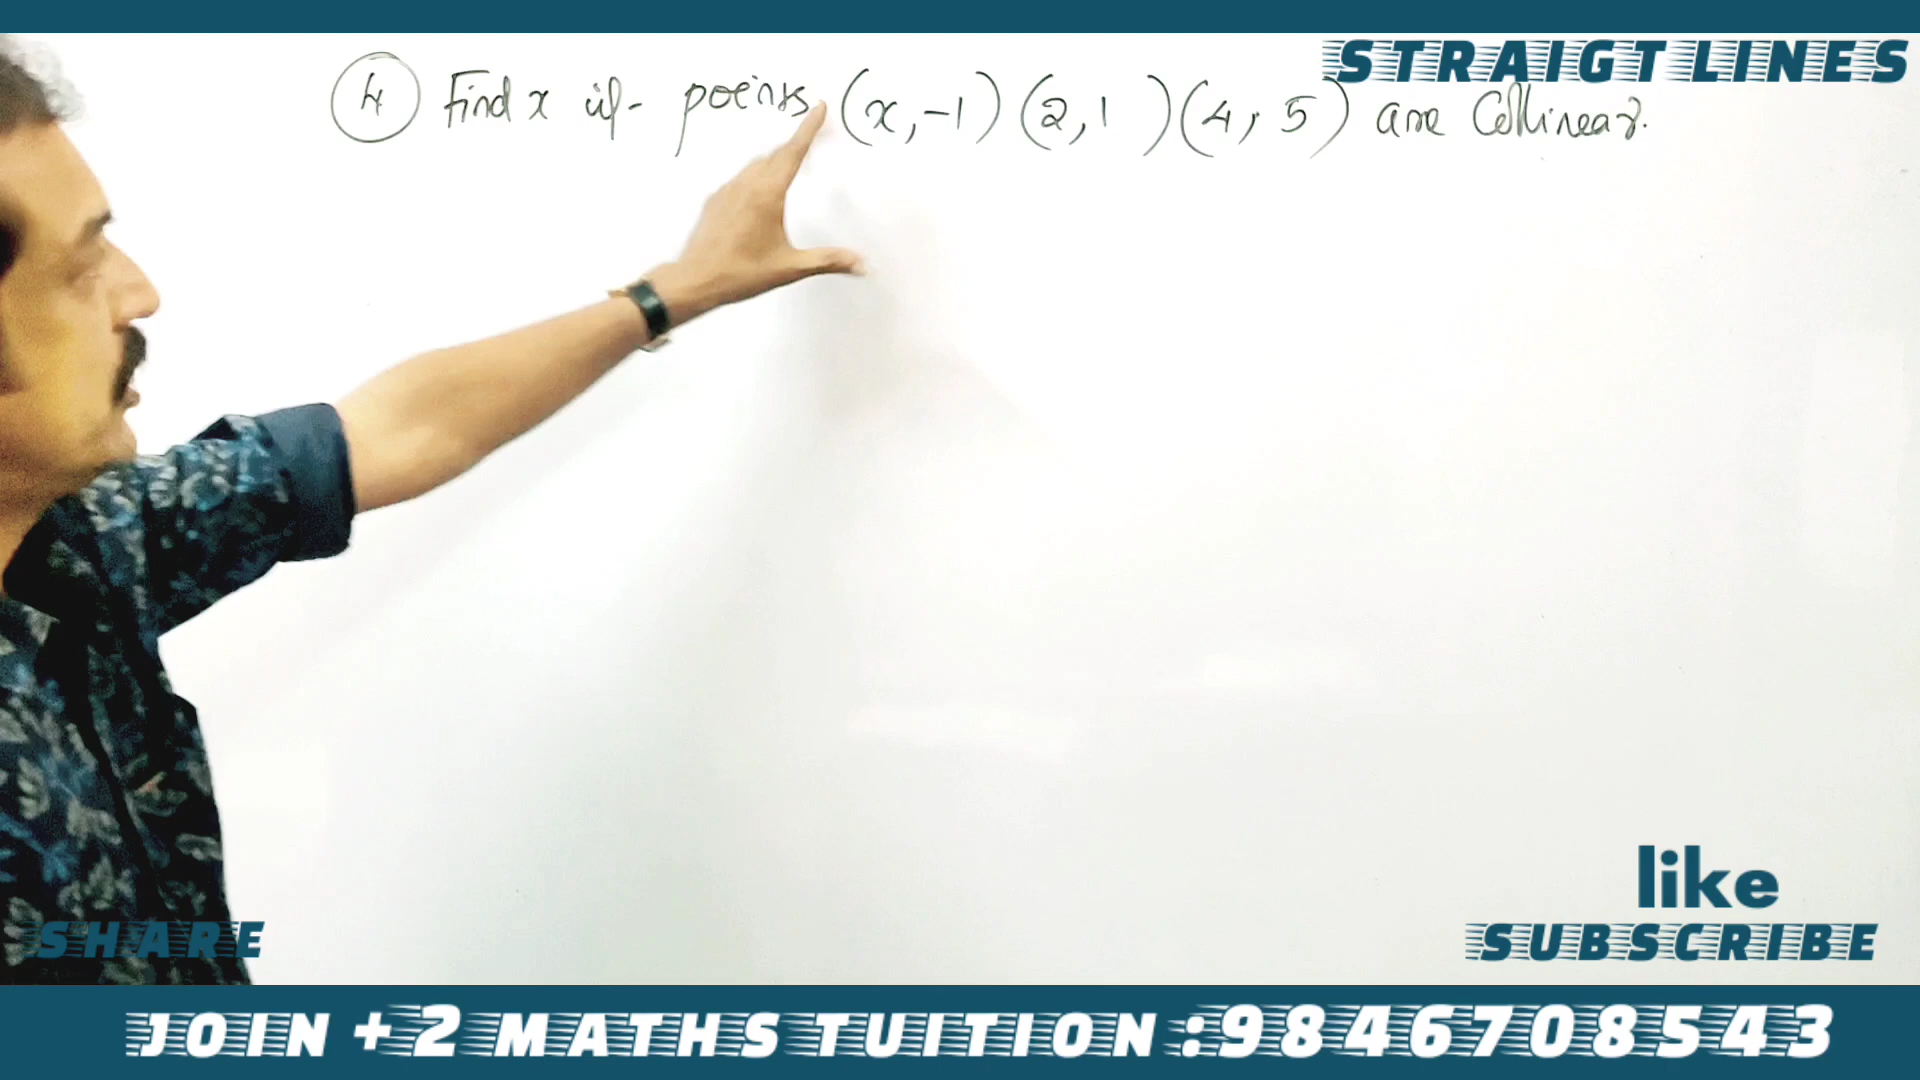 STRAIGT LINES
4 Find x if points (x, -1) (2, 1) (4, 5) are Collinear.
like
SHARE
SUBSCRIBE
JOIN +2 MATHS TUITION :9846708543